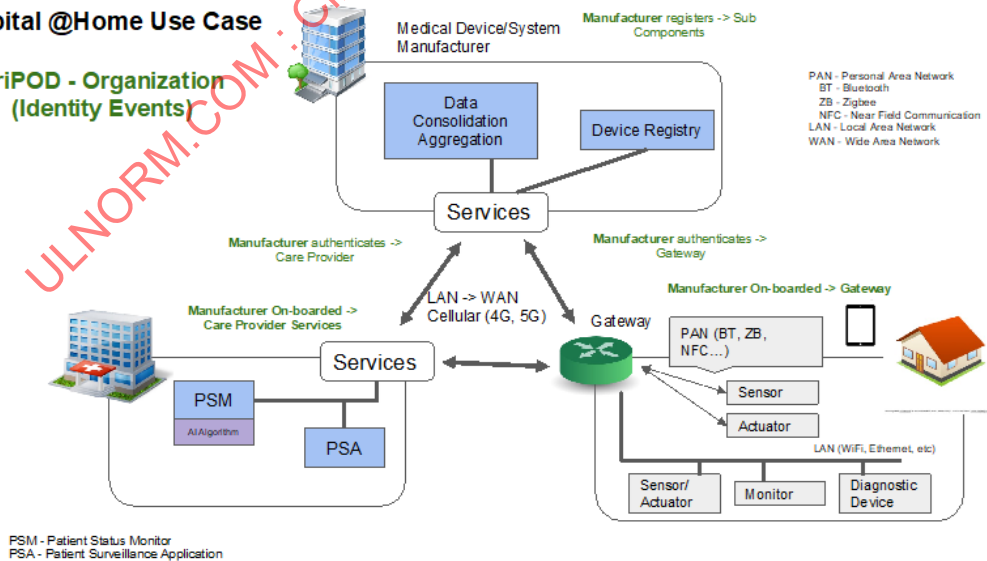 pital @Home Use Case
riPOD - Organization
(Identity Events)
ULNORM.COM :
Medical Device/System
Manufacturer
Manufacturer registers -> Sub
Components
PAN - Personal Area Network
BT - Bluetooth
ZB - Zigbee
NFC - Near Field Communication
LAN - Local Area Network
WAN - Wide Area Network
Data
Consolidation
Aggregation
Device Registry
Services
Manufacturer authenticates ->
Care Provider
Manufacturer authenticates ->
Gateway
Manufacturer On-boarded ->
Care Provider Services
LAN -> WAN
Cellular (4G, 5G)
Manufacturer On-boarded -> Gateway
Gateway
PAN (BT, ZB,
NFC...)
Services
PSM
AI Algorithm
PSA
Sensor
Actuator
LAN (WiFi, Ethernet, etc)
Sensor/
Actuator
Monitor
Diagnostic
Device
PSM - Patient Status Monitor
PSA - Patient Surveillance Application